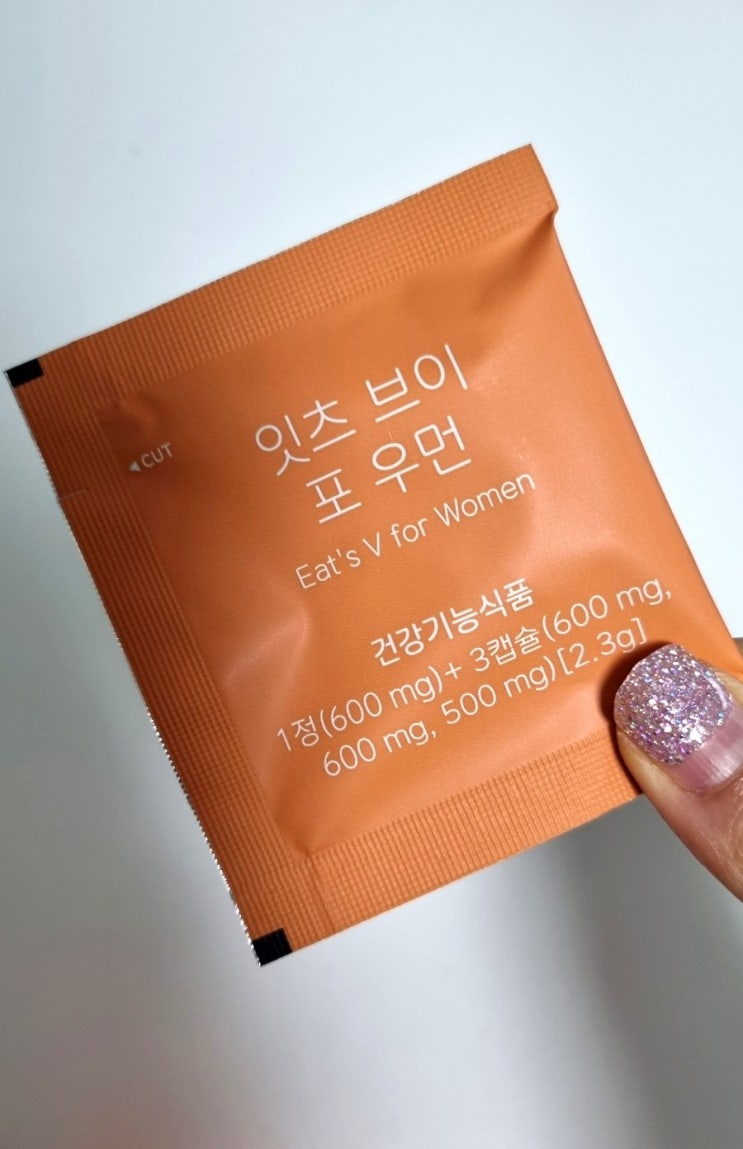 ◀CUT
잇츠 브이
포 우먼
Eat's V for Women
건강기능식품
1정(600 mg)+ 3캡슐(600 mg,
600 mg, 500 mg) [2.3g]